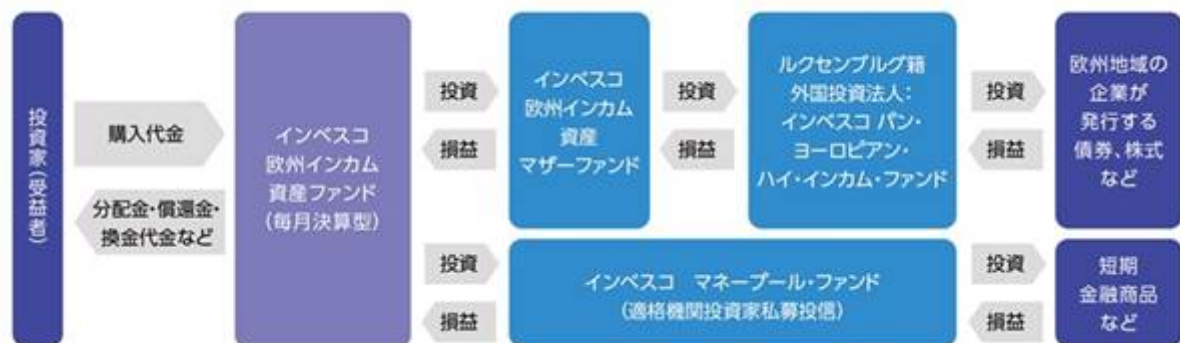 投資家(受益者)
購入代金
分配金・償還金・
換金代金など
インベスコ
欧州インカム
資産ファンド
(毎月決算型)
投資
損益
インベスコ
欧州インカム
資産
マザーファンド
投資
損益
ルクセンブルグ籍
外国投資法人:
インベスコ パン・
ヨーロピアン・
ハイ・インカム・ファンド
投資
損益
欧州地域の
企業が
発行する
債券、株式
など
投資
損益
インベスコ　マネープール・ファンド
(適格機関投資家私募投信)
投資
損益
短期
金融商品
など